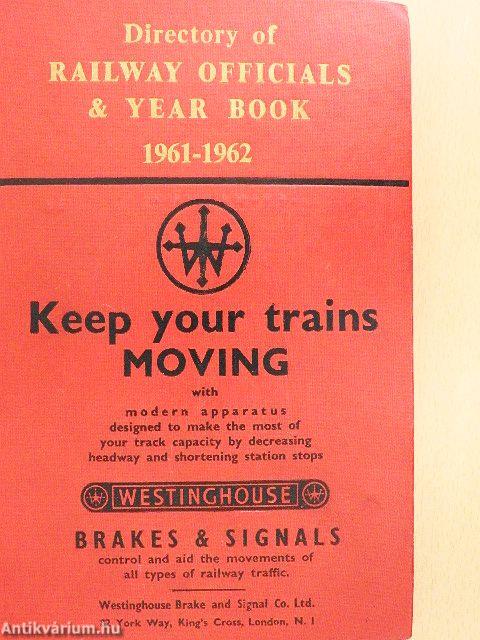 Directory of
RAILWAY OFFICIALS
& YEAR BOOK
1961-1962
W
Keep your trains
MOVING
with
modern apparatus
designed to make the most of
your track capacity by decreasing
headway and shortening station stops
WESTINGHOUSE
BRAKES & SIGNALS
control and aid the movements of
all types of railway traffic.
Westinghouse Brake and Signal Co. Ltd.
York Way, King's Cross, London, N. 1
Antikvárium.hu